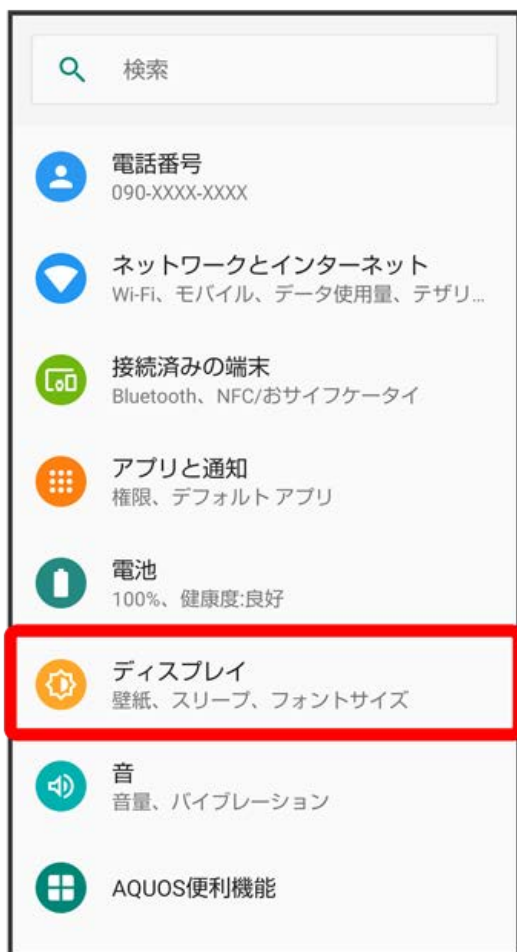 検索
電話番号
090-XXXX-XXXX
ネットワークとインターネット
Wi-Fi、モバイル、データ使用量、テザリ...
接続済みの端末
Bluetooth、NFC/おサイフケータイ
アプリと通知
権限、デフォルト アプリ
電池
100%、健康度:良好
ディスプレイ
壁紙、スリープ、フォントサイズ
音
音量、バイブレーション
AQUOS便利機能